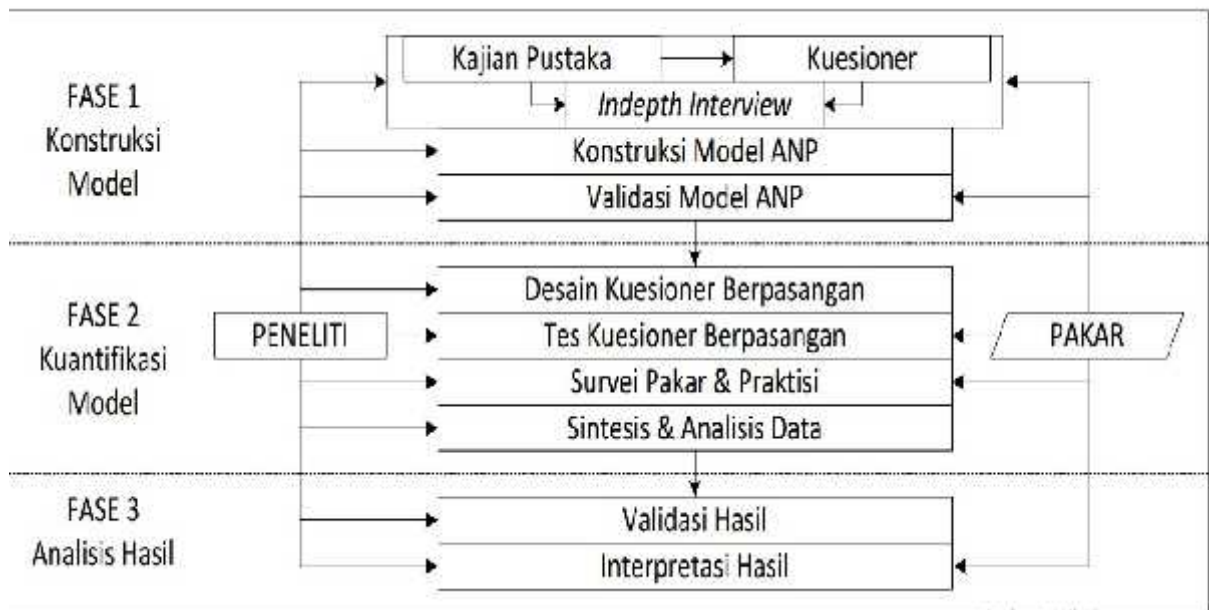 FASE 1
Konstruksi
Model
Kajian Pustaka
Kuesioner
Indepth Interview
Konstruksi Model ANP
Validasi Model ANP
FASE 2
Kuantifikasi
Model
PENELITI
Desain Kuesioner Berpasangan
Tes Kuesioner Berpasangan
Survei Pakar & Praktisi
Sintesis & Analisis Data
PAKAR
FASE 3
Analisis Hasil
Validasi Hasil
Interpretasi Hasil